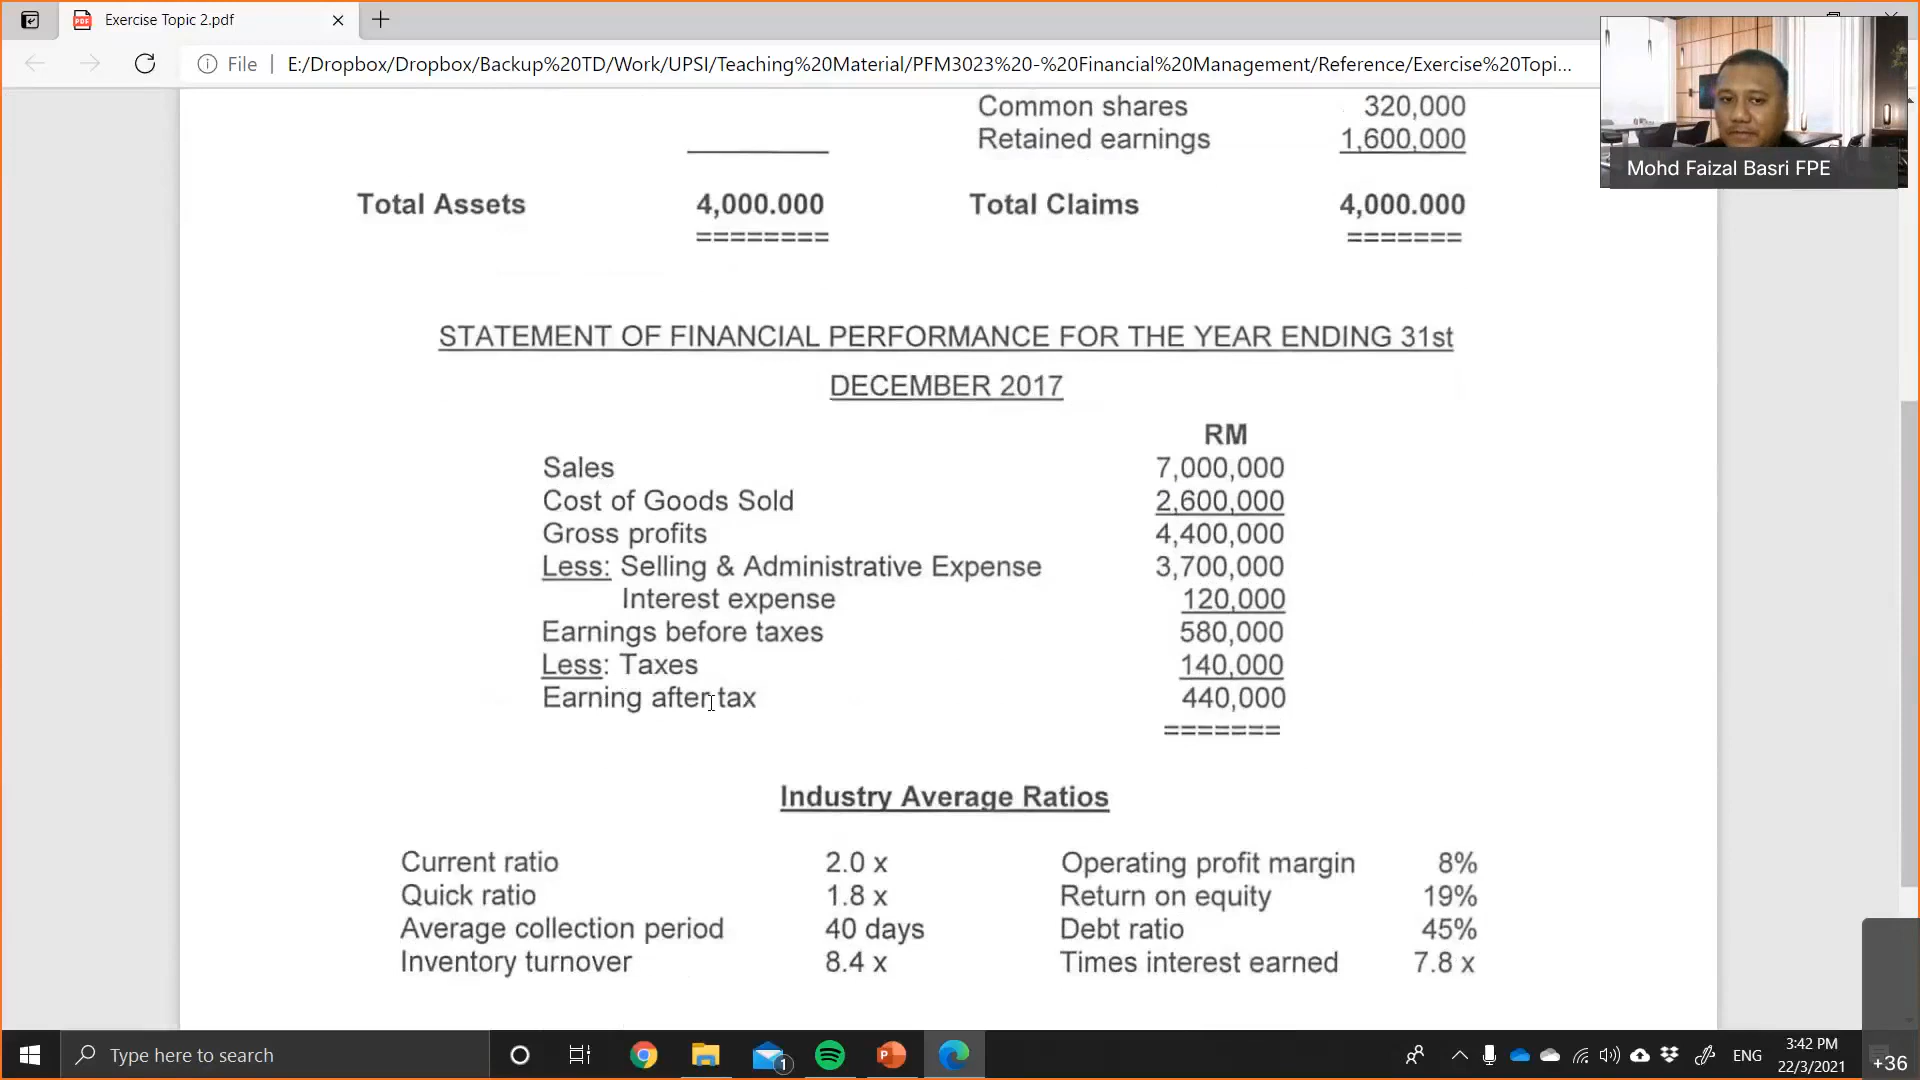 Exercise Topic 2.pdf
File
E:/Dropbox/Dropbox/Backup%20TD/Work/UPSI/Teaching%20Material/PFM3023%20-%20Financial%20Management/Reference/Exercise%20Topi...
Mohd Faizal Basri FPE
Common shares 320,000
Retained earnings 1,600,000
Total Assets 4,000.000 Total Claims 4,000.000
======== =======
STATEMENT OF FINANCIAL PERFORMANCE FOR THE YEAR ENDING 31st
DECEMBER 2017
RM
Sales 7,000,000
Cost of Goods Sold 2,600,000
Gross profits 4,400,000
Less: Selling & Administrative Expense 3,700,000
Interest expense 120,000
Earnings before taxes 580,000
Less: Taxes 140,000
Earning after tax 440,000
=======
Industry Average Ratios
Current ratio 2.0 x Operating profit margin 8%
Quick ratio 1.8 x Return on equity 19%
Average collection period 40 days Debt ratio 45%
Inventory turnover 8.4 x Times interest earned 7.8 x
Type here to search
1
ENG
3:42 PM
22/3/2021
+36